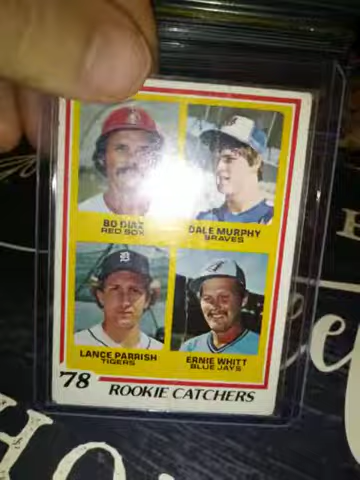 BO DIAZ
RED SOX
DALE MURPHY
BRAVES
LANCE PARRISH
TIGERS
ERNIE WHITT
BLUE JAYS
'78 ROOKIE CATCHERS